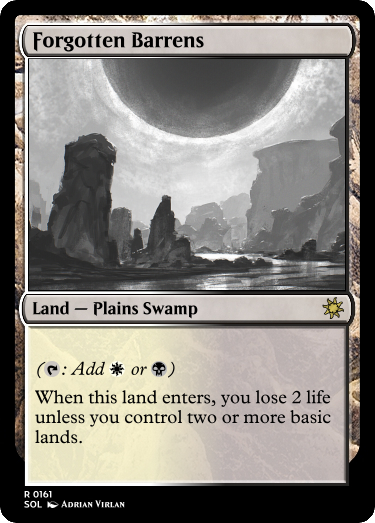 Forgotten Barrens
Land — Plains Swamp
(: Add or )
When this land enters, you lose 2 life
unless you control two or more basic
lands.
R 0161
SOL Adrian Virlan